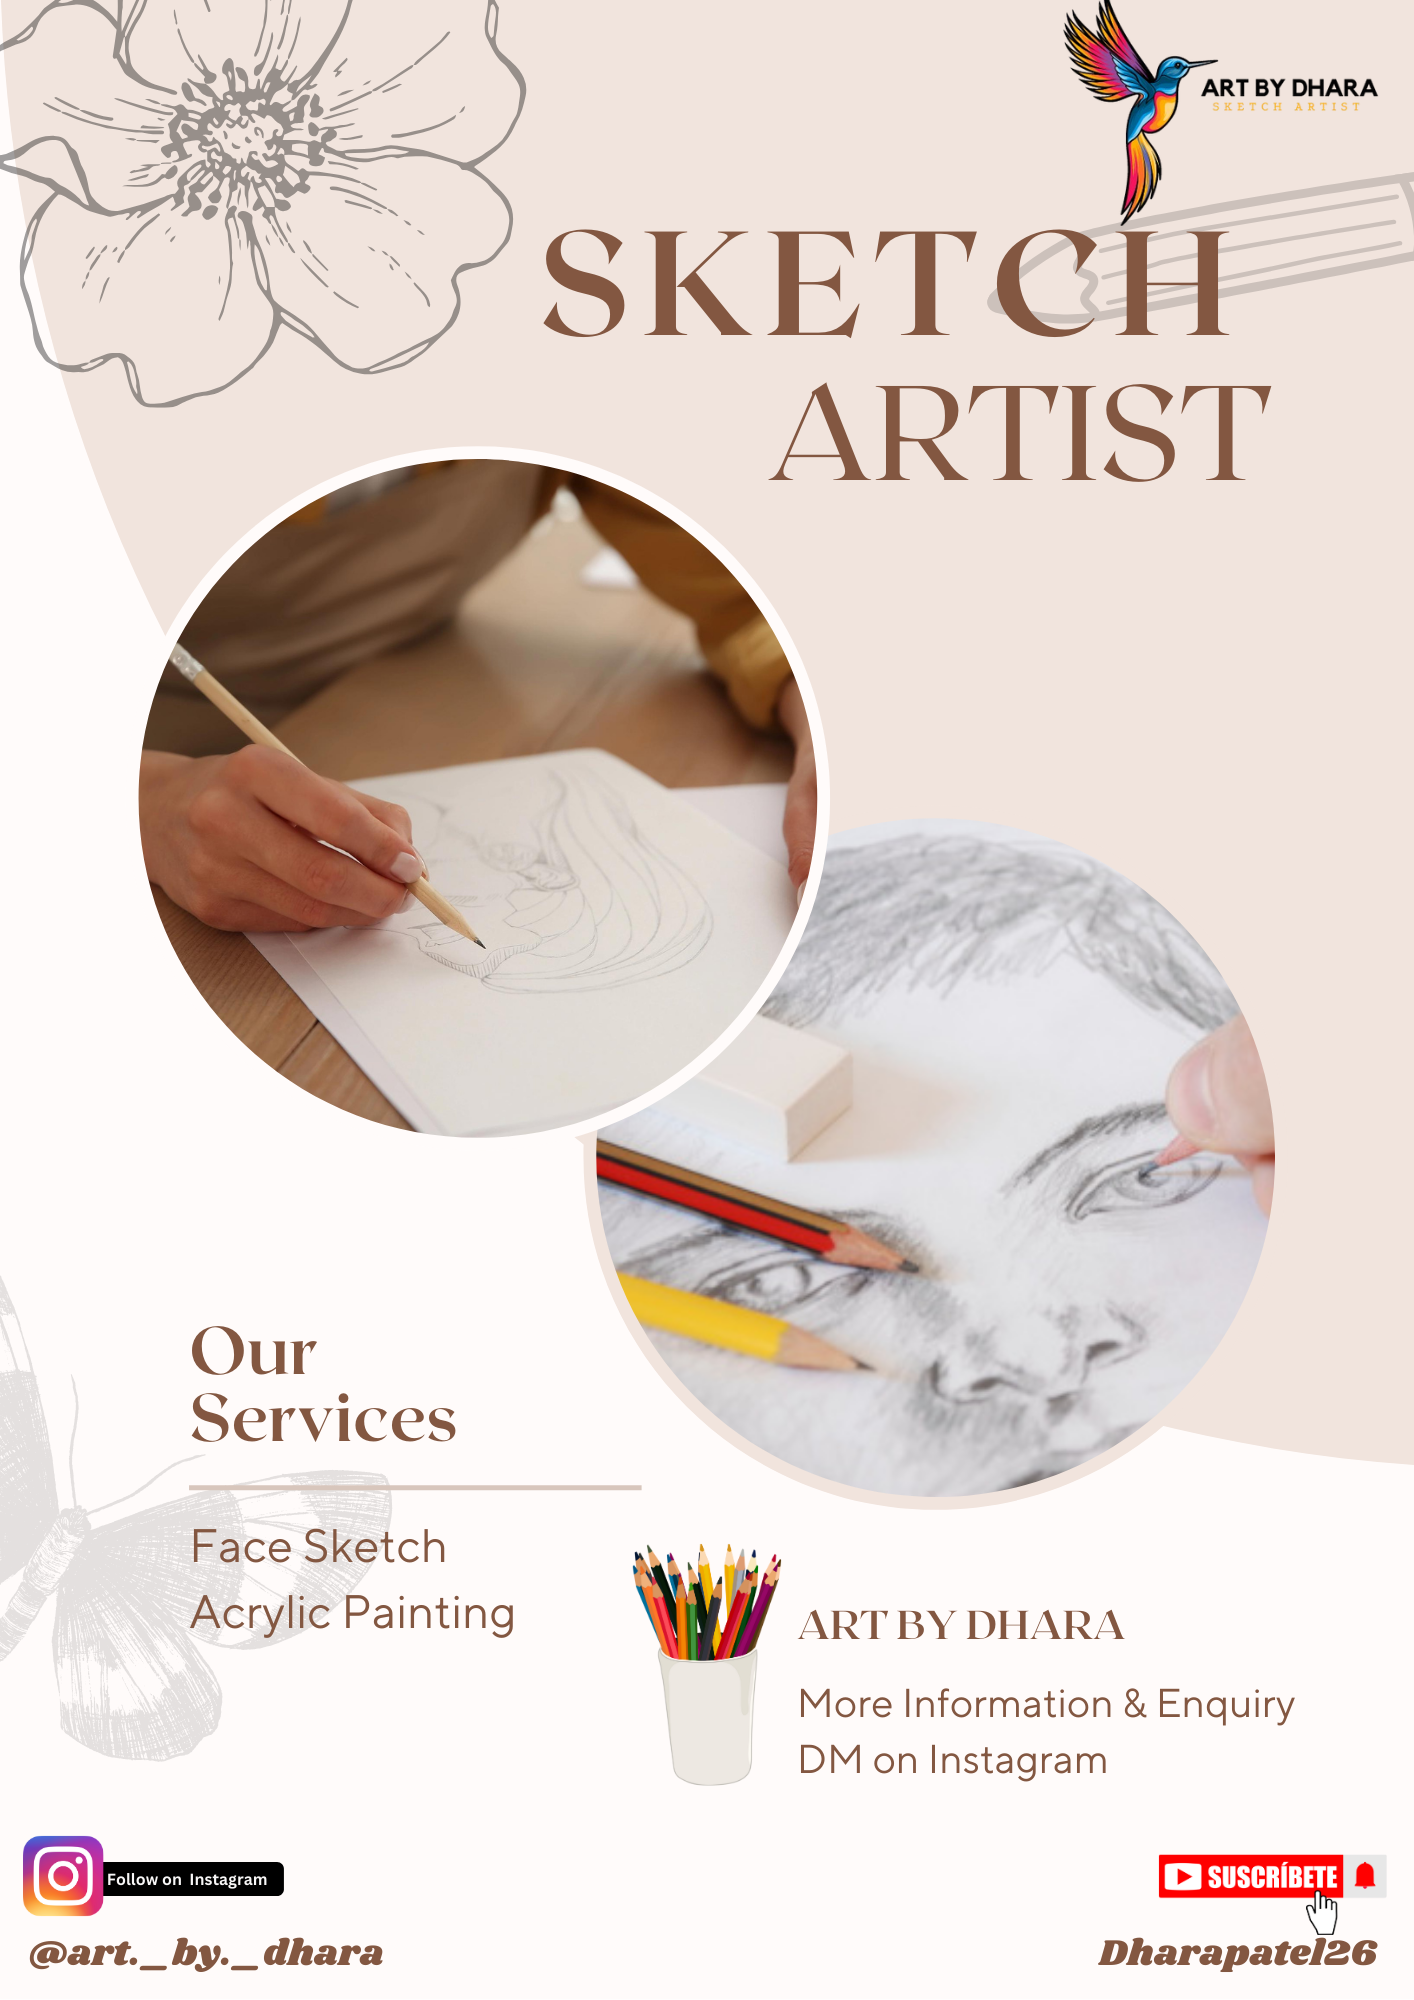 ART BY DHARA
SKETCH ARTIST
SKETCH
ARTIST
Our
Services
Face Sketch
Acrylic Painting
ART BY DHARA
More Information & Enquiry
DM on Instagram
Follow on Instagram
@art._by._dhara
SUSCRÍBETE
Dharapatel26